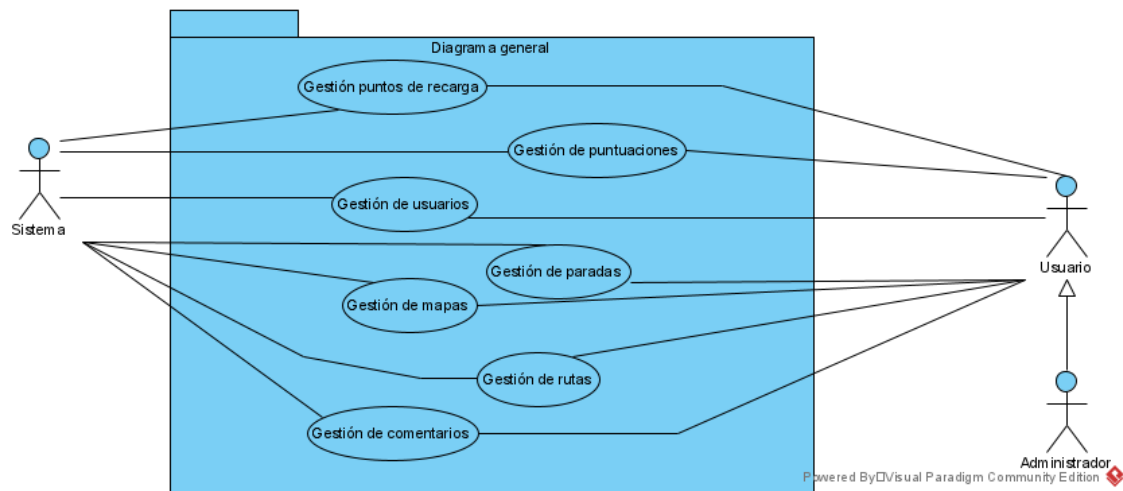 Diagrama general
Gestión puntos de recarga
Gestión de puntuaciones
Gestión de usuarios
Sistema
Gestión de paradas
Usuario
Gestión de mapas
Gestión de rutas
Gestión de comentarios
Administrador
Powered By□Visual Paradigm Community Edition